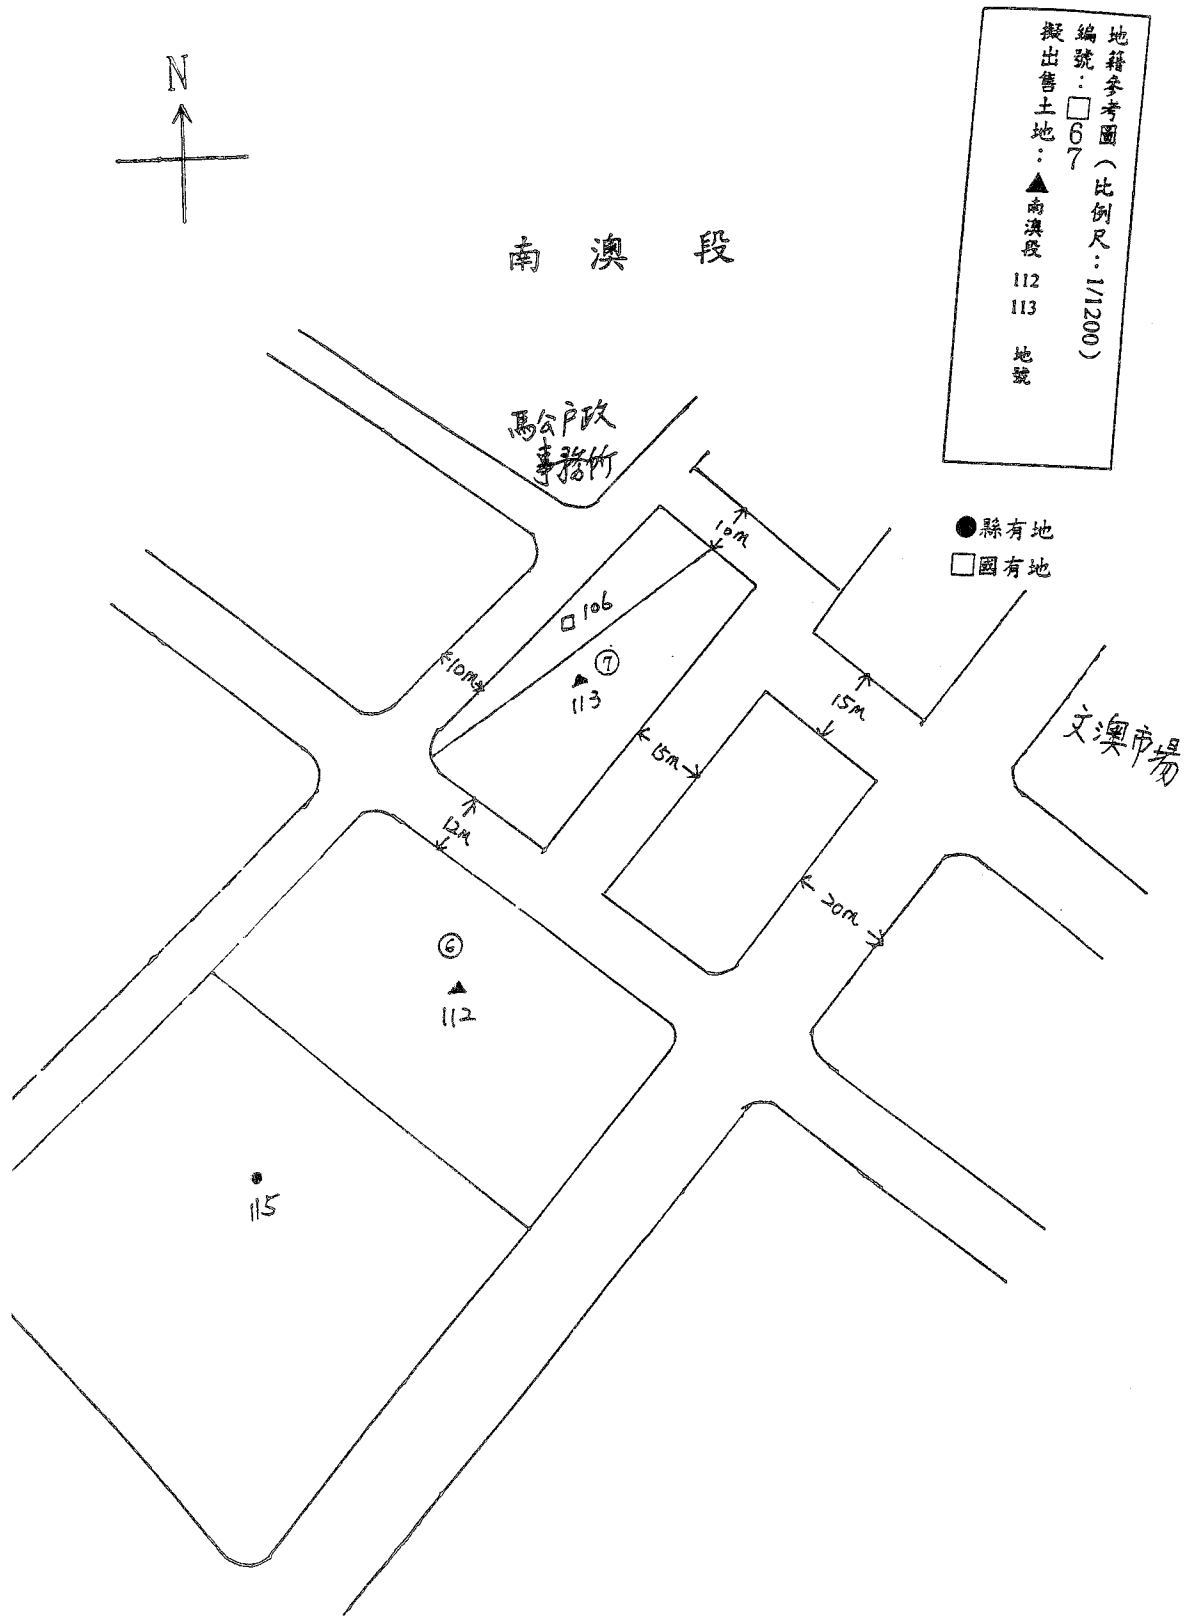 地籍參考圖(比例尺:1/1200)
編號:□67
擬出售土地:▲南澳段 112 113 地號
N
南澳段
馬公戶政
事務所
●縣有地
□國有地
10m
□106
⑦
▲
113
10m
15m
15m
文澳市場
12m
20m
⑥
▲
112
●
115